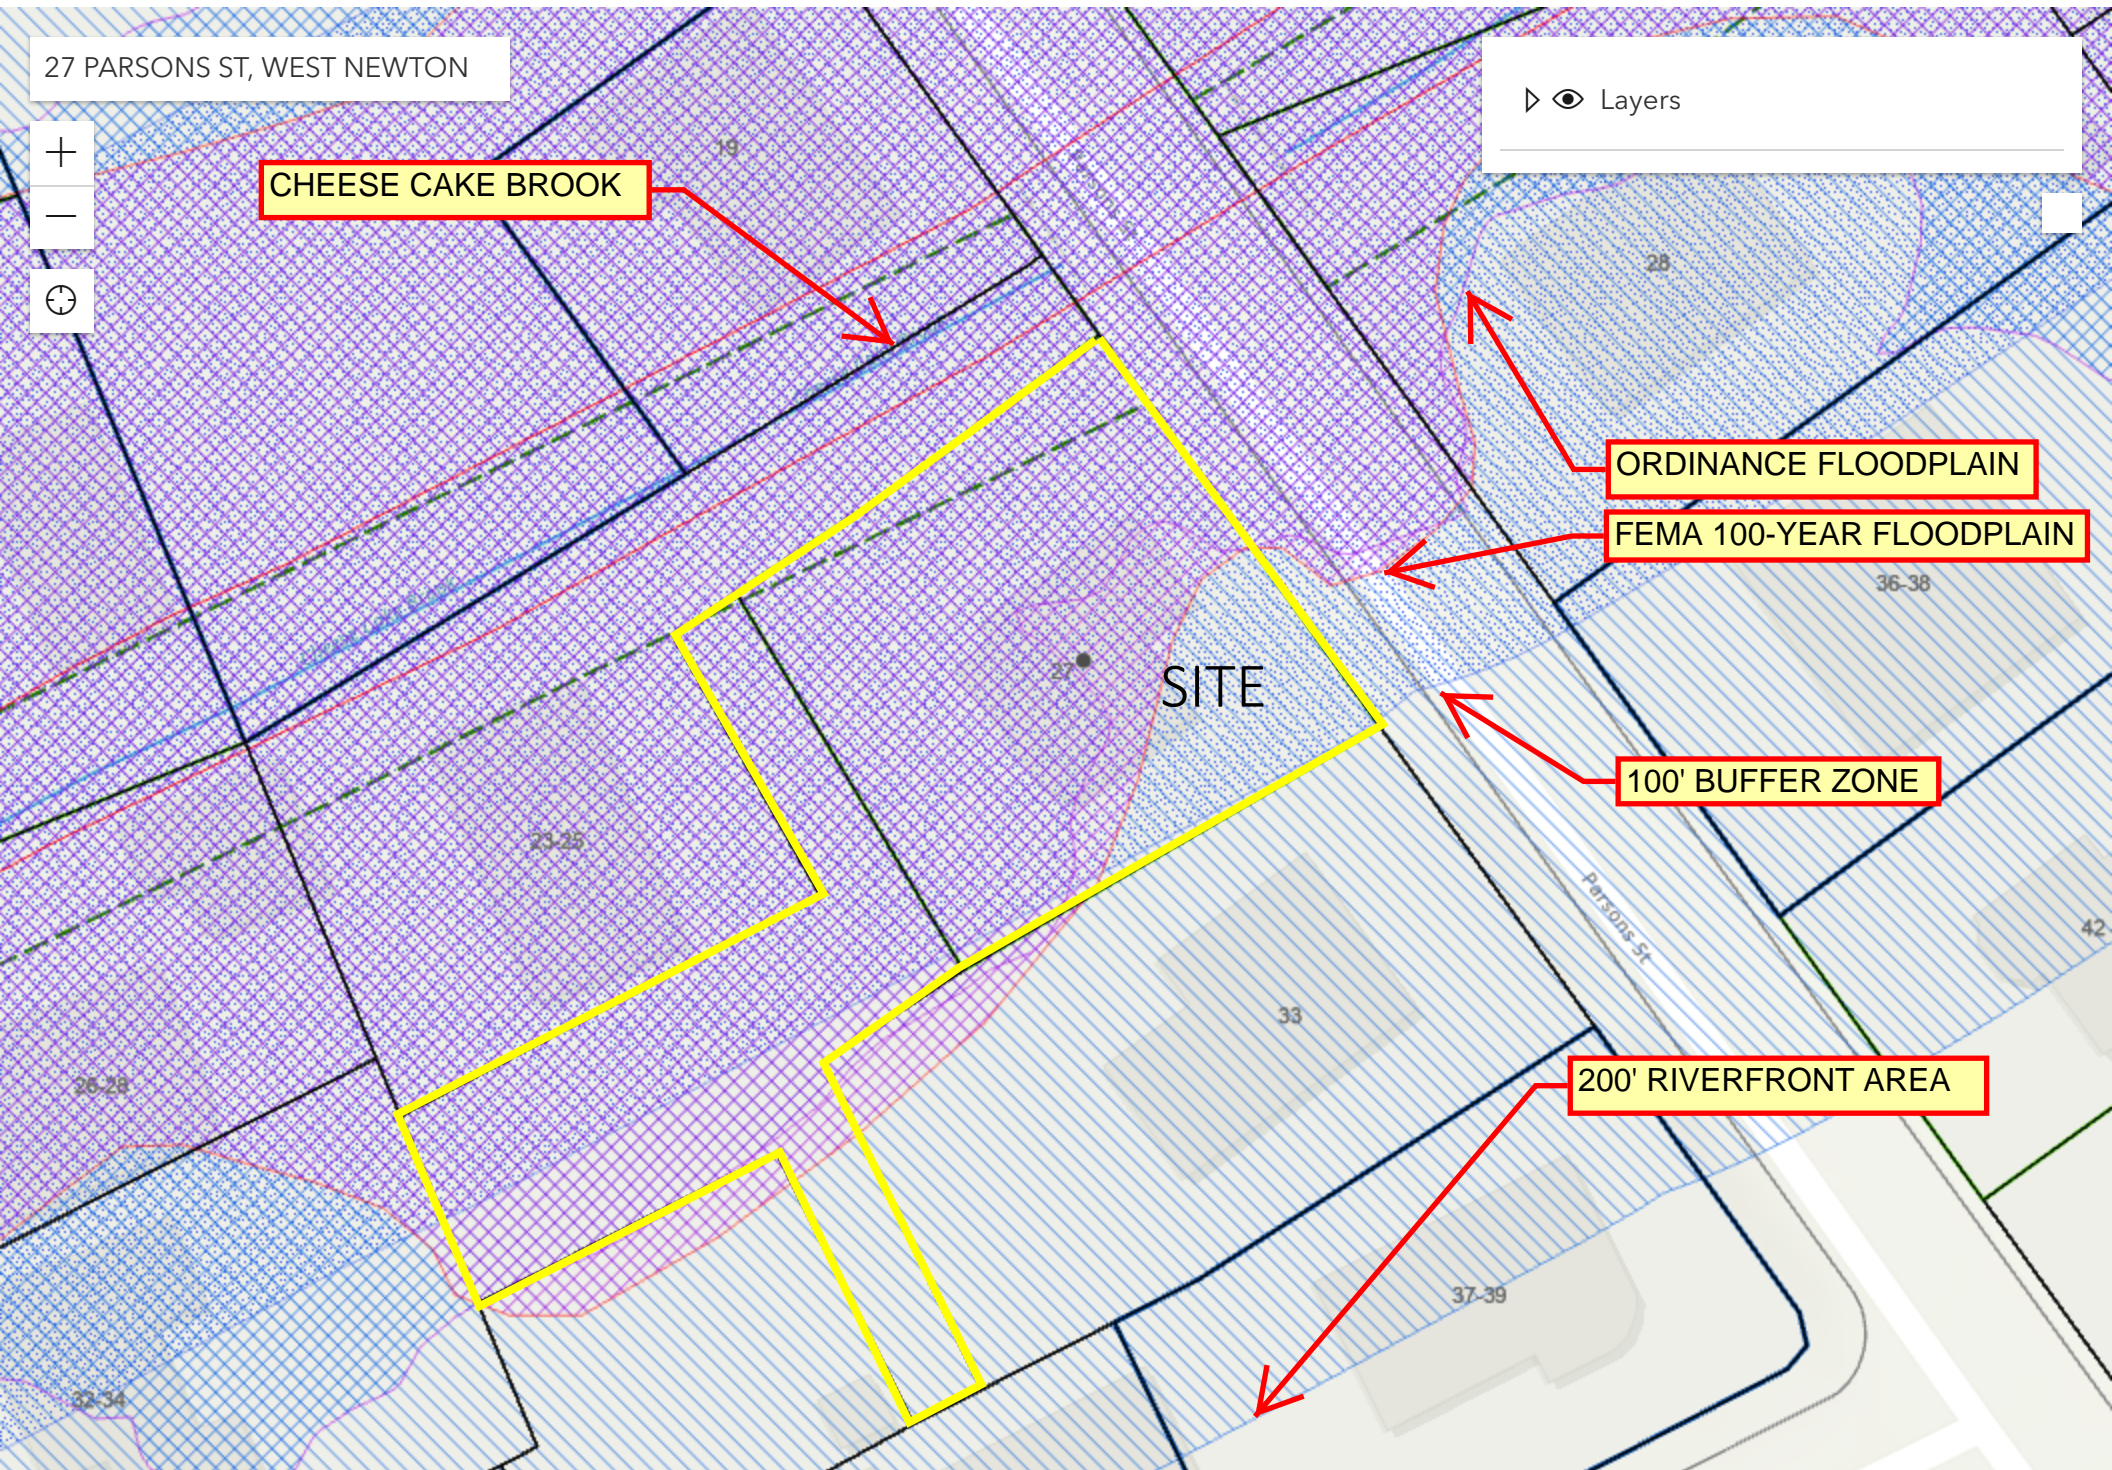 27 PARSONS ST, WEST NEWTON
Layers
19
CHEESE CAKE BROOK
28
ORDINANCE FLOODPLAIN
FEMA 100-YEAR FLOODPLAIN
36-38
27
SITE
100' BUFFER ZONE
23-25
Parsons St
42-
33
200' RIVERFRONT AREA
26-28
37-39
32-34